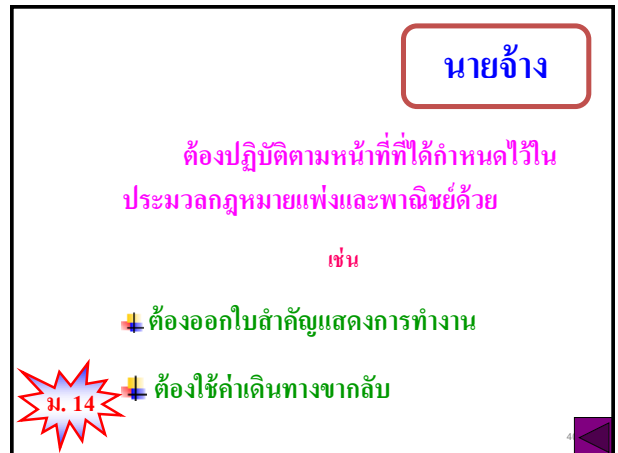 นายจ้าง
ต้องปฏิบัติตามหน้าที่ที่ได้กำหนดไว้ใน
ประมวลกฎหมายแพ่งและพาณิชย์ด้วย
เช่น
ต้องออกใบสำคัญแสดงการทำงาน
ต้องใช้ค่าเดินทางขากลับ
ม. 14